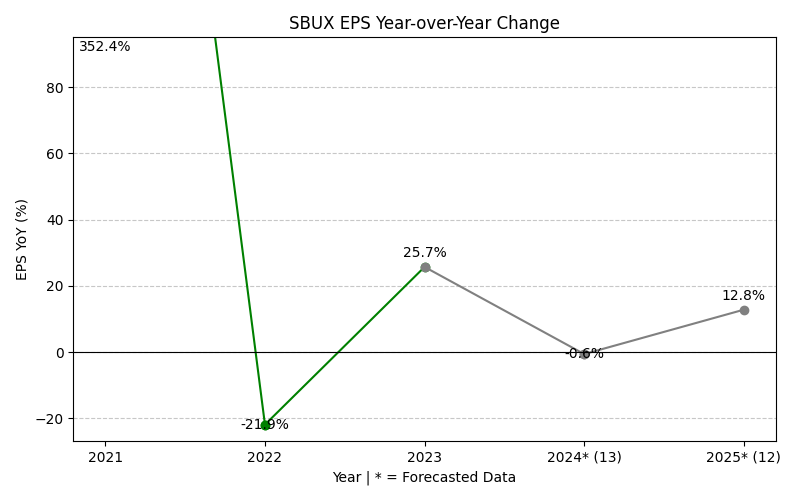 SBUX EPS Year-over-Year Change
352.4%
80
60
40
25.7%
20
12.8%
0
-0.6%
-21.9%
−20
EPS YoY (%)
2021 2022 2023 2024* (13) 2025* (12)
Year | * = Forecasted Data